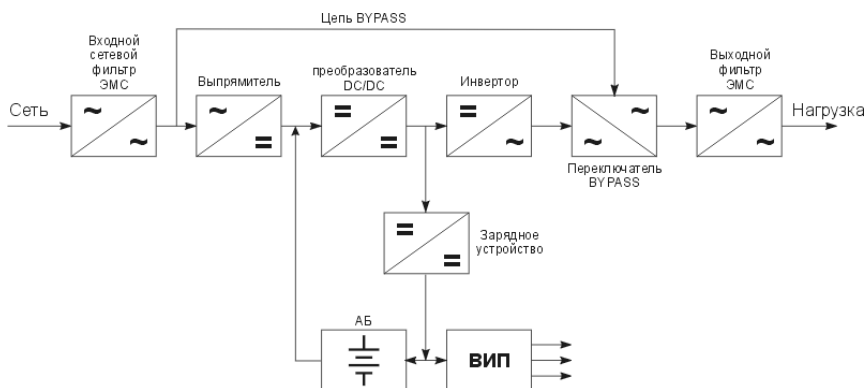 Цепь BYPASS
Входной
сетевой
фильтр
ЭМС
Выпрямитель
преобразователь
DC/DC
Инвертор
Выходной
фильтр
ЭМС
Сеть
Нагрузка
Переключатель
BYPASS
Зарядное
устройство
АБ
ВИП